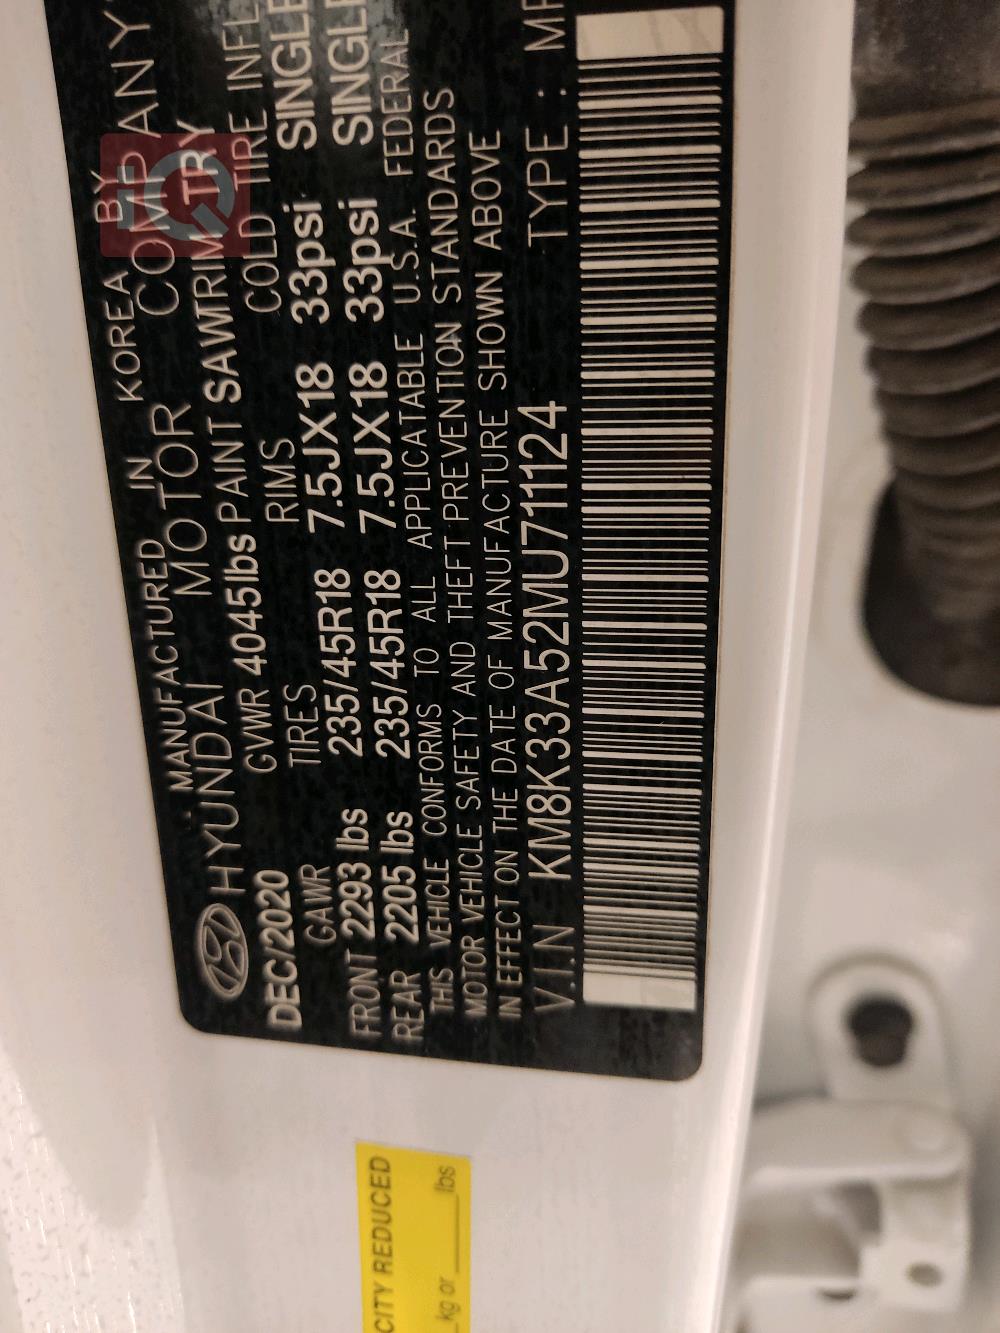 MANUFACTURED IN KOREA BY
HYUNDAI MOTOR COMPANY
DEC/2020 GVWR 4045lbs PAINT SAW TRIM TRY
GAWR TIRES RIMS COLD TIRE INFL
FRONT 2293 lbs 235/45R18 7.5JX18 33psi SINGLE
REAR 2205 lbs 235/45R18 7.5JX18 33psi SINGLE
THIS VEHICLE CONFORMS TO ALL APPLICATABLE U.S.A. FEDERAL
MOTOR VEHICLE SAFETY AND THEFT PREVENTION STANDARDS
IN EFFECT ON THE DATE OF MANUFACTURE SHOWN ABOVE
V.I.N KM8K33A52MU711124 TYPE : MP
CITY REDUCED
kg or ____lbs
iQ